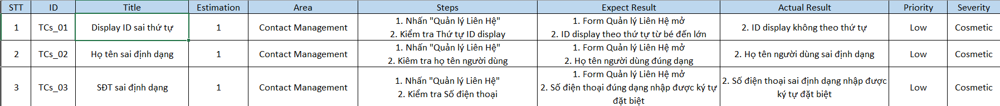 STT ID Title Estimation Area Steps Expect Result Actual Result Priority Severity
1 TCs_01 Display ID sai thứ tự 1 Contact Management 1. Nhấn "Quản lý Liên Hệ" 1. Form Quản lý Liên Hệ mở 2. ID display không theo thứ tự Low Cosmetic
2. Kiểm tra Thứ tự ID display 2. ID display theo thứ tự từ bé đến lớn
2 TCs_02 Họ tên sai định dạng 1 Contact Management 1. Nhấn "Quản lý Liên Hệ" 1. Form Quản lý Liên Hệ mở 2. Họ tên người dùng sai định dạng Low Cosmetic
2. Kiêm tra họ tên người dùng 2. Họ tên người dùng đúng dạng
3 TCs_03 SĐT sai định dạng 1 Contact Management 1. Nhấn "Quản lý Liên Hệ" 1. Form Quản lý Liên Hệ mở 2. Số điện thoại sai định dạng nhập được Low Cosmetic
2. Kiểm tra Số điện thoại 2. Số điện thoại đúng dạng nhập được ký tự ký tự đặt biệt
đặt biệt